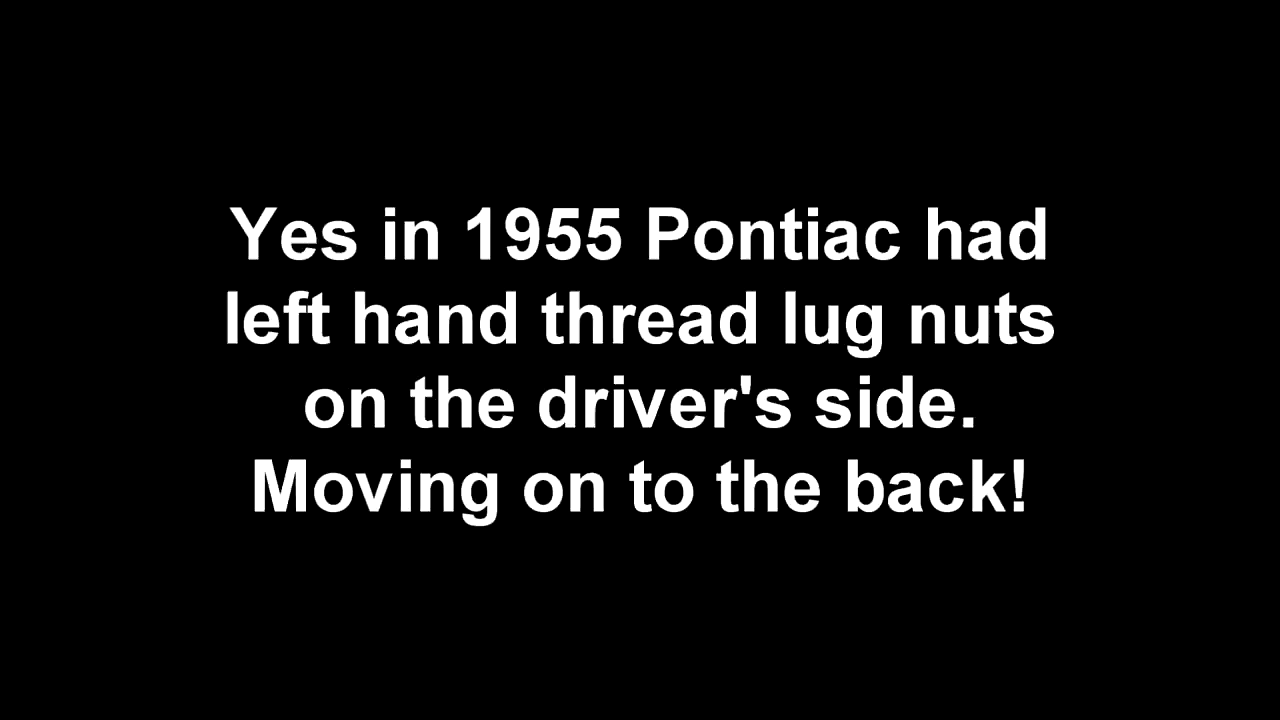 Yes in 1955 Pontiac had
left hand thread lug nuts
on the driver's side.
Moving on to the back!